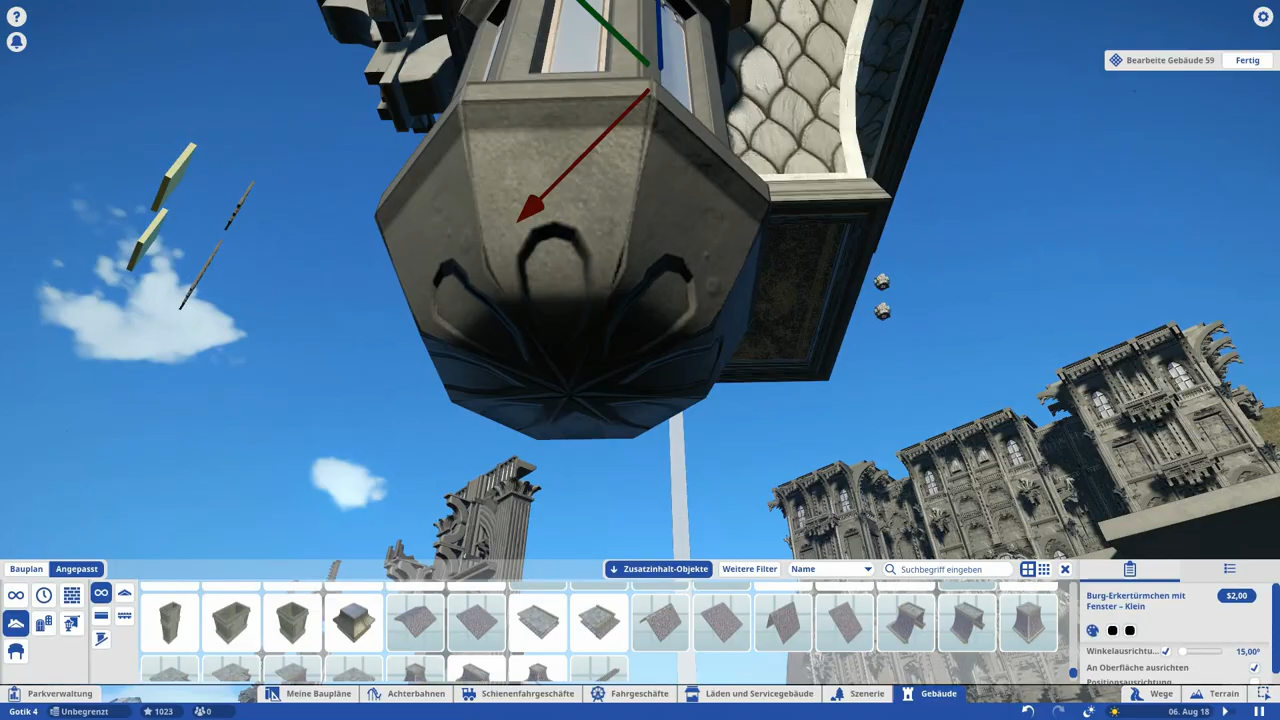 Bearbeite Gebäude 59
Fertig
Bauplan
Angepasst
Zusatzinhalt-Objekte
Weitere Filter
Name
Suchbegriff eingeben
Burg-Erkertürmchen mit Fenster – Klein
$2,00
Winkelausrichtu...
15,00°
An Oberfläche ausrichten
Parkverwaltung
Meine Baupläne
Achterbahnen
Schienenfahrgeschäfte
Fahrgeschäfte
Läden und Servicegebäude
Szenerie
Gebäude
Wege
Terrain
Gotik 4
Unbegrenzt
1023
0
06. Aug 18